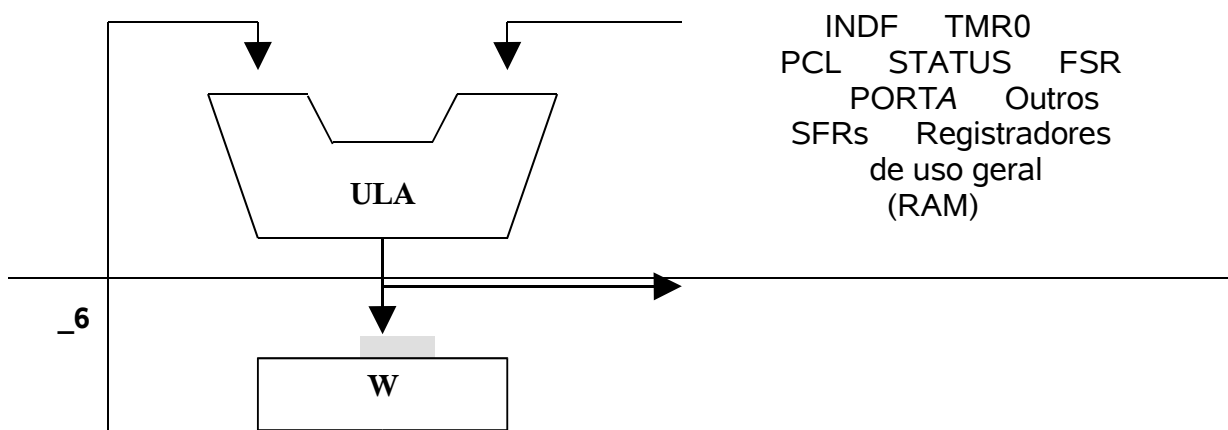 INDF TMR0
PCL STATUS FSR
PORTA Outros
SFRs Registradores
de uso geral
(RAM)
ULA
_6
W